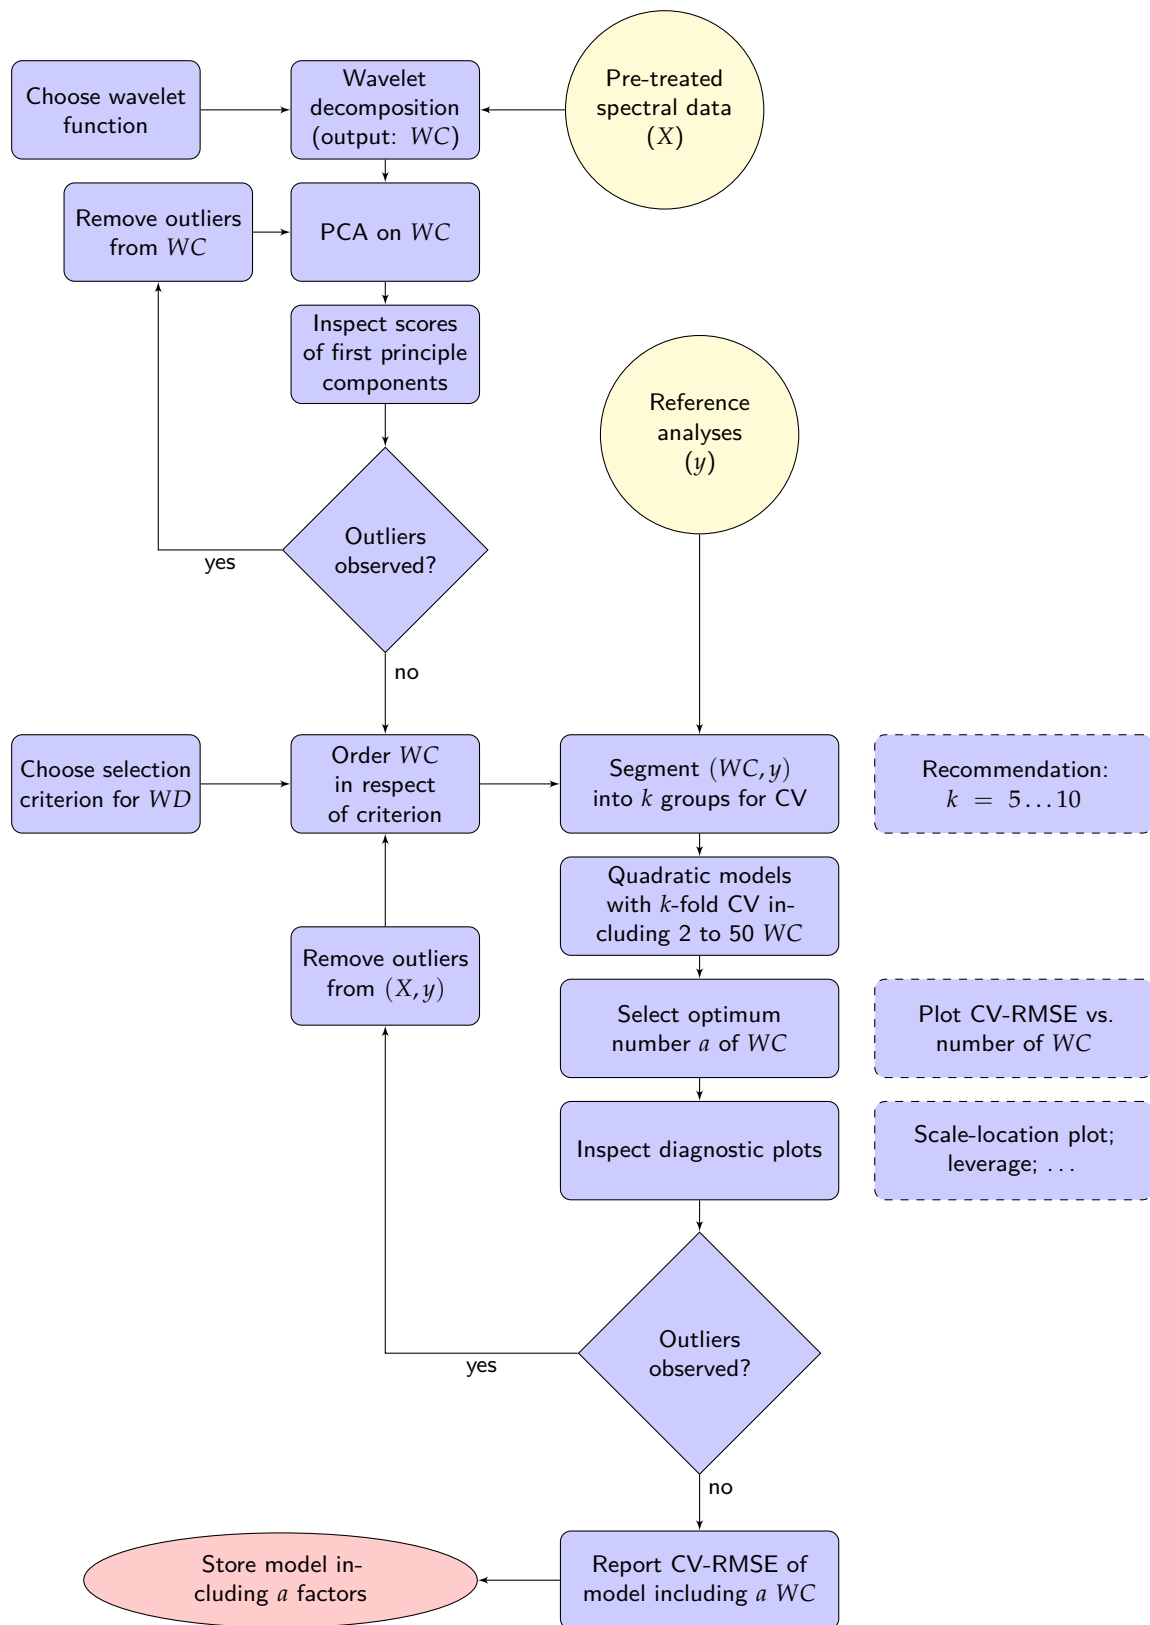 Choose wavelet
function
Wavelet
decomposition
(output: WC)
Pre-treated
spectral data
(X)
Remove outliers
from WC
PCA on WC
Inspect scores
of first principle
components
Reference
analyses
(y)
Outliers
observed?
yes
no
Choose selection
criterion for WD
Order WC
in respect
of criterion
Segment (WC, y)
into k groups for CV
Recommendation:
k = 5...10
Quadratic models
with k-fold CV in-
cluding 2 to 50 WC
Remove outliers
from (X, y)
Select optimum
number a of WC
Plot CV-RMSE vs.
number of WC
Inspect diagnostic plots
Scale-location plot;
leverage; ...
Outliers
observed?
yes
no
Store model in-
cluding a factors
Report CV-RMSE of
model including a WC